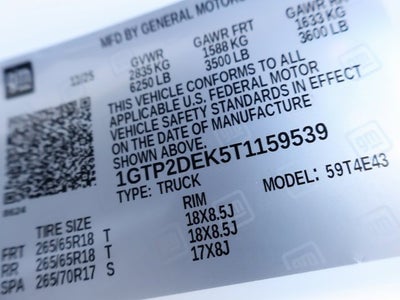 MFD BY GENERAL MOTORS
GVWR GAWR FRT GAWR RR
2835 KG 1588 KG 1633 KG
6250 LB 3500 LB 3600 LB
gm 12/25
THIS VEHICLE CONFORMS TO ALL
APPLICABLE U.S. FEDERAL MOTOR
VEHICLE SAFETY STANDARDS IN EFFECT
ON THE DATE OF MANUFACTURE
SHOWN ABOVE.
1GTP2DEK5T1159539
TYPE: TRUCK MODEL: 59T4E43
TIRE SIZE RIM
FRT 265/65R18 T 18X8.5J
RR 265/65R18 T 18X8.5J
SPA 265/70R17 S 17X8J